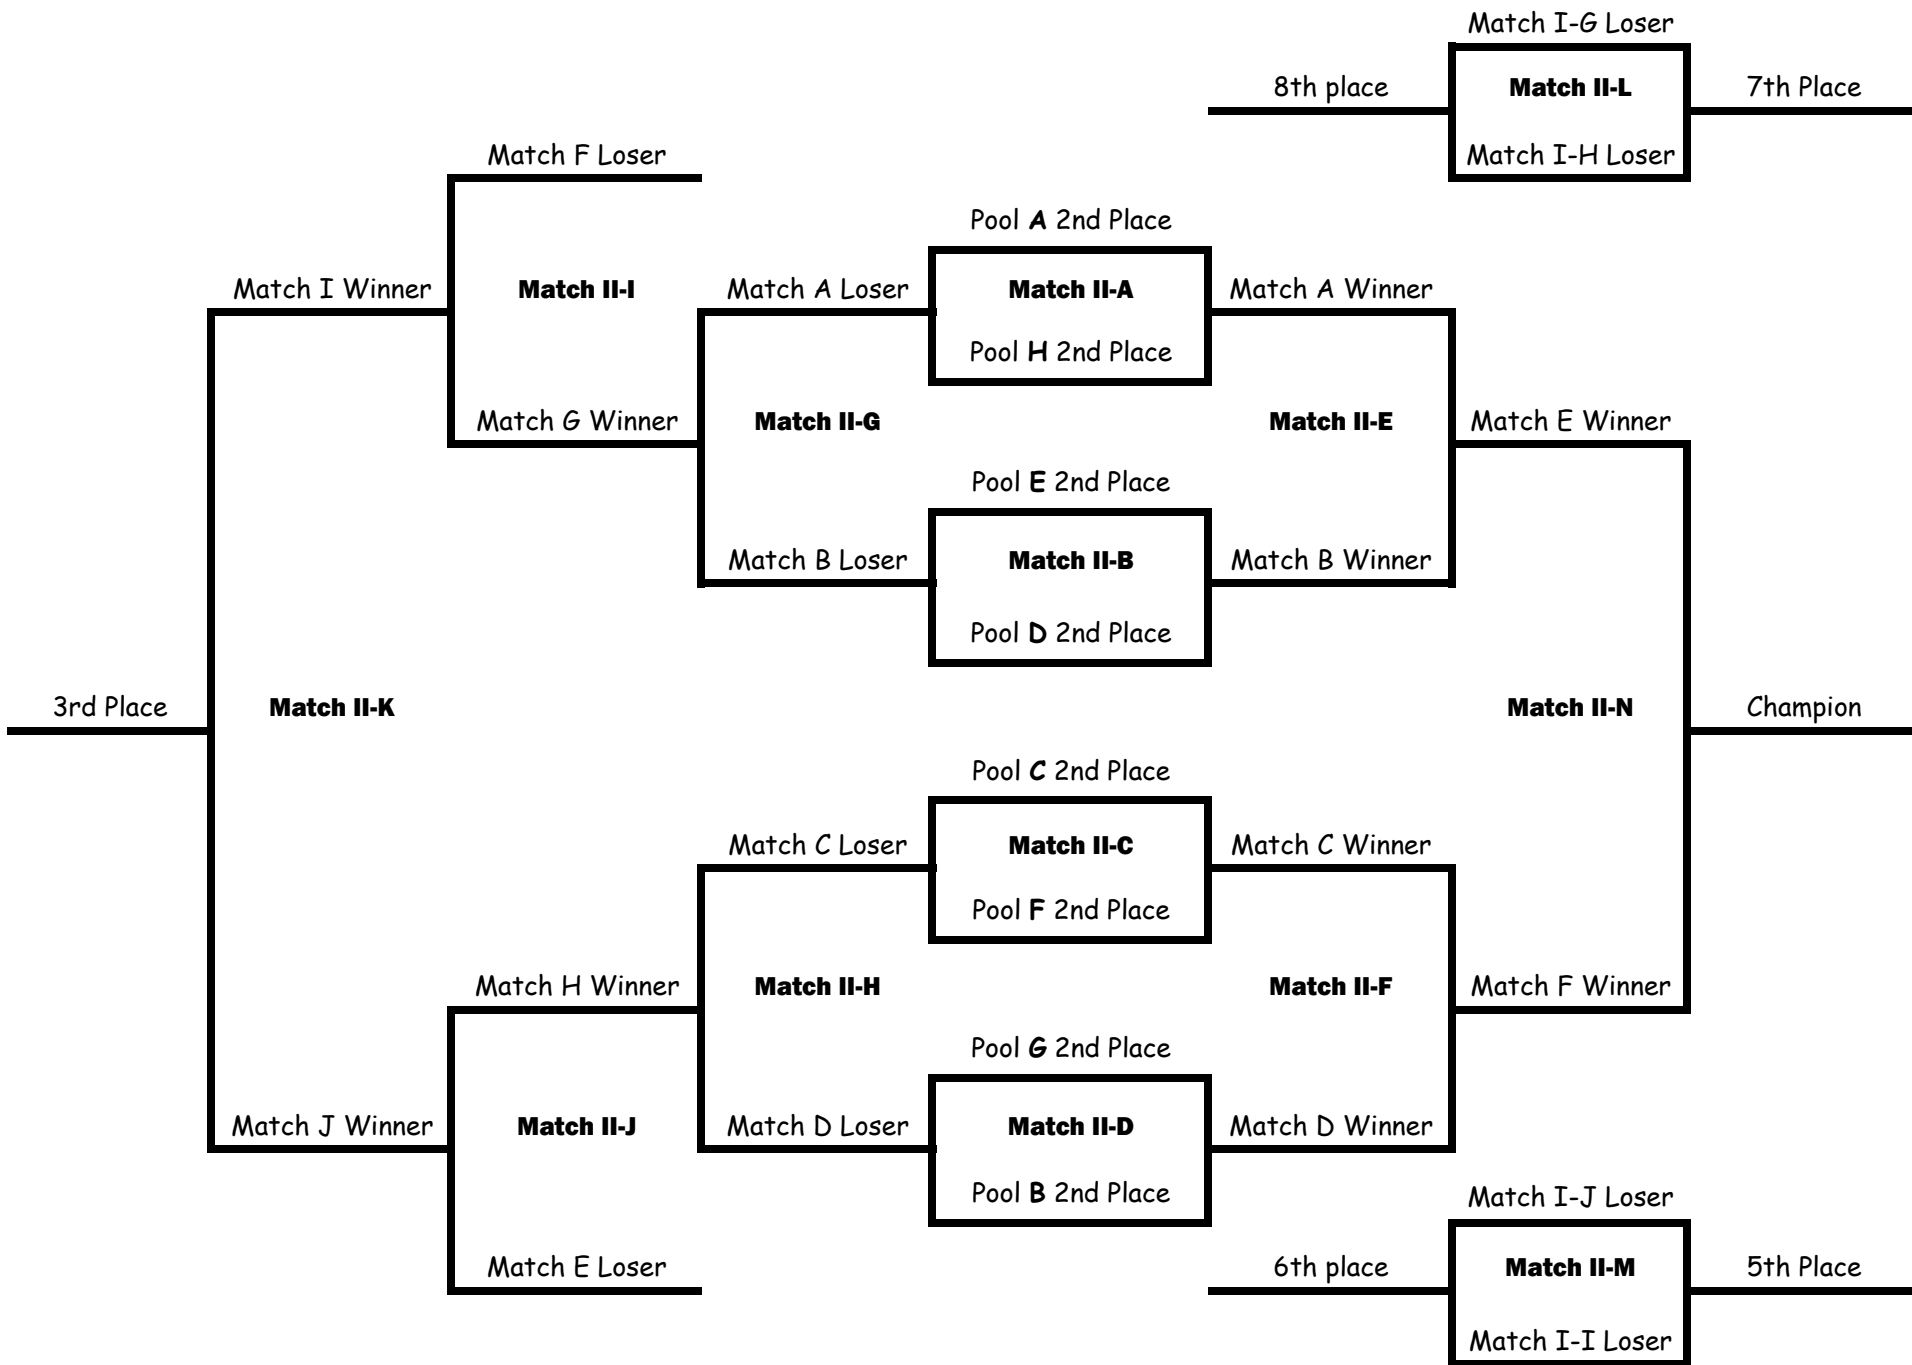 Match I-G Loser
8th place
Match II-L
7th Place
Match F Loser
Match I-H Loser
Pool A 2nd Place
Match I Winner
Match II-I
Match A Loser
Match II-A
Match A Winner
Pool H 2nd Place
Match G Winner
Match II-G
Match II-E
Match E Winner
Pool E 2nd Place
Match B Loser
Match II-B
Match B Winner
Pool D 2nd Place
3rd Place
Match II-K
Match II-N
Champion
Pool C 2nd Place
Match C Loser
Match II-C
Match C Winner
Pool F 2nd Place
Match H Winner
Match II-H
Match II-F
Match F Winner
Pool G 2nd Place
Match J Winner
Match II-J
Match D Loser
Match II-D
Match D Winner
Pool B 2nd Place
Match I-J Loser
Match E Loser
6th place
Match II-M
5th Place
Match I-I Loser